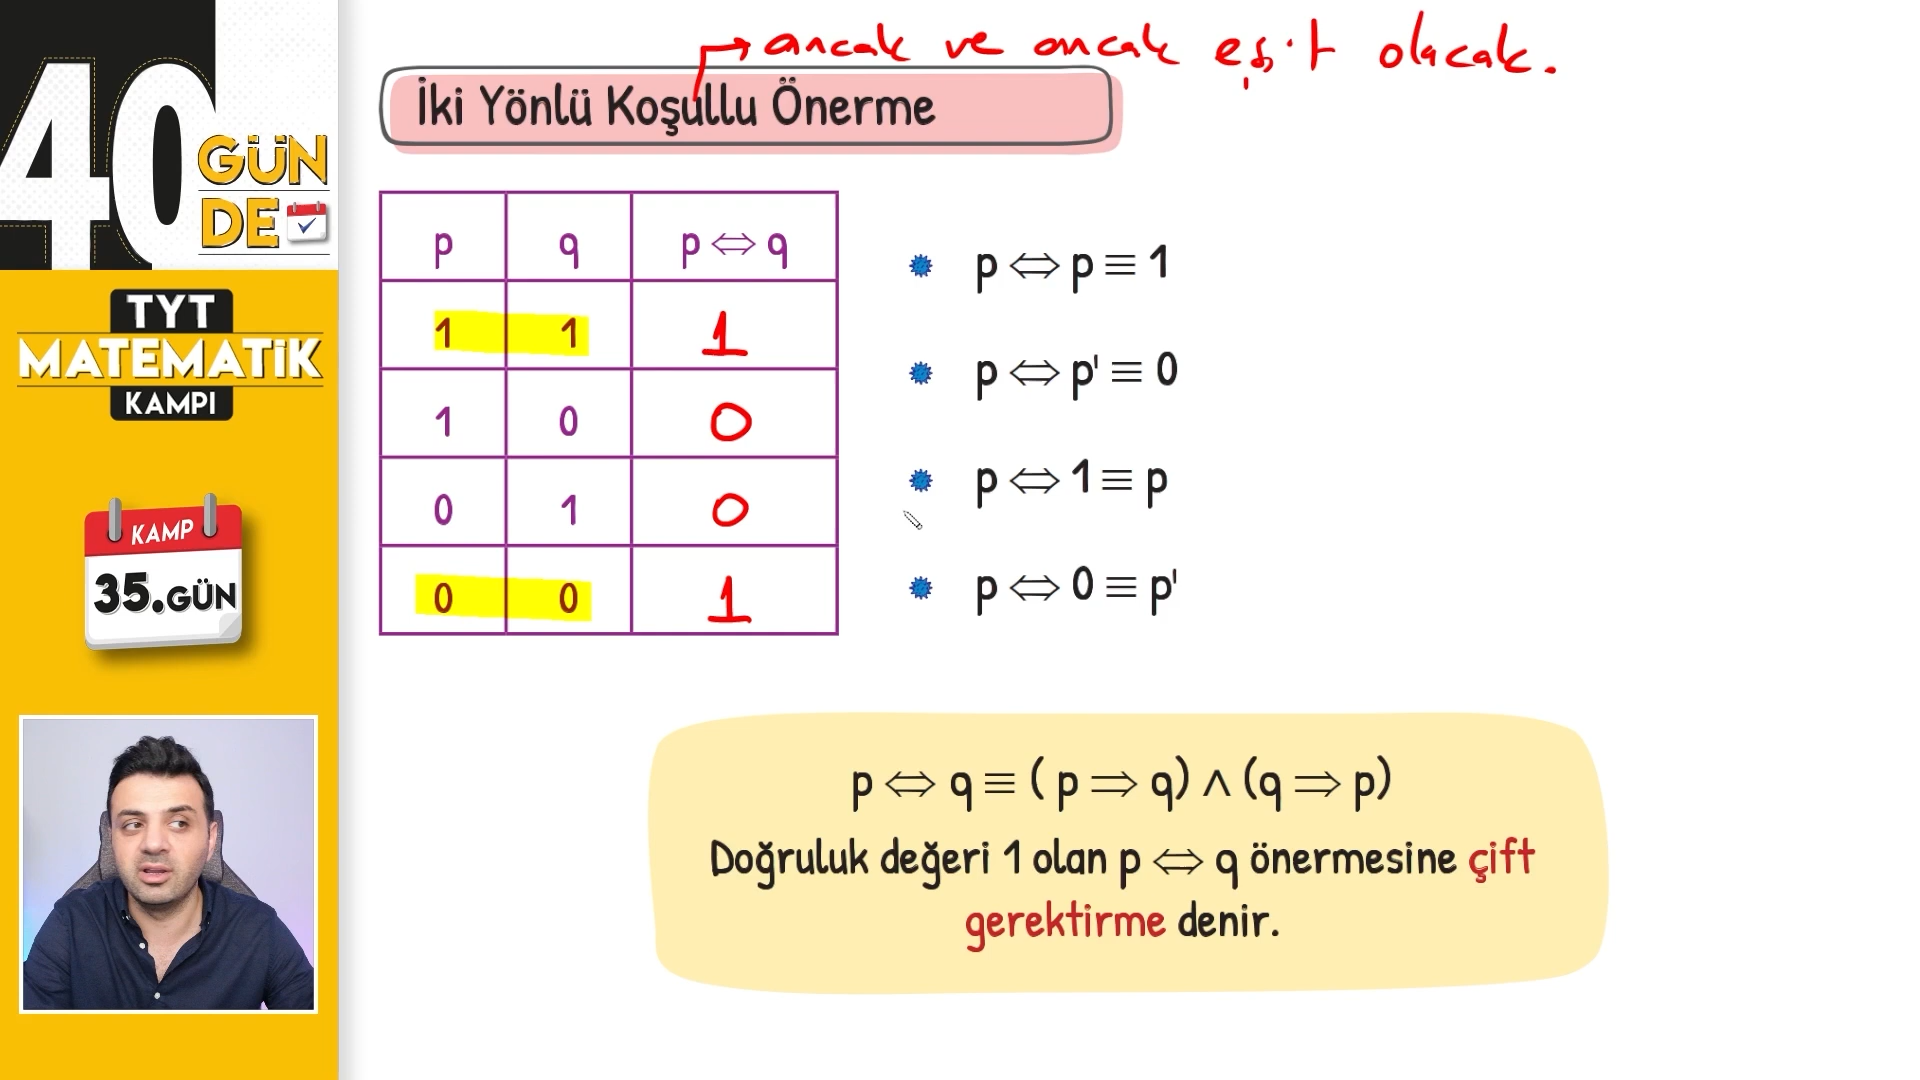 40
GÜN
DE
TYT
MATEMATİK
KAMPI
KAMP
35.GÜN
ancak ve ancak eşit olacak.
İki Yönlü Koşullu Önerme
p q p ⇔ q
1 1 1
1 0 0
0 1 0
0 0 1
p ⇔ p ≡ 1
p ⇔ p' ≡ 0
p ⇔ 1 ≡ p
p ⇔ 0 ≡ p'
p ⇔ q ≡ ( p ⇒ q) ∧ (q ⇒ p)
Doğruluk değeri 1 olan p ⇔ q önermesine çift
gerektirme denir.